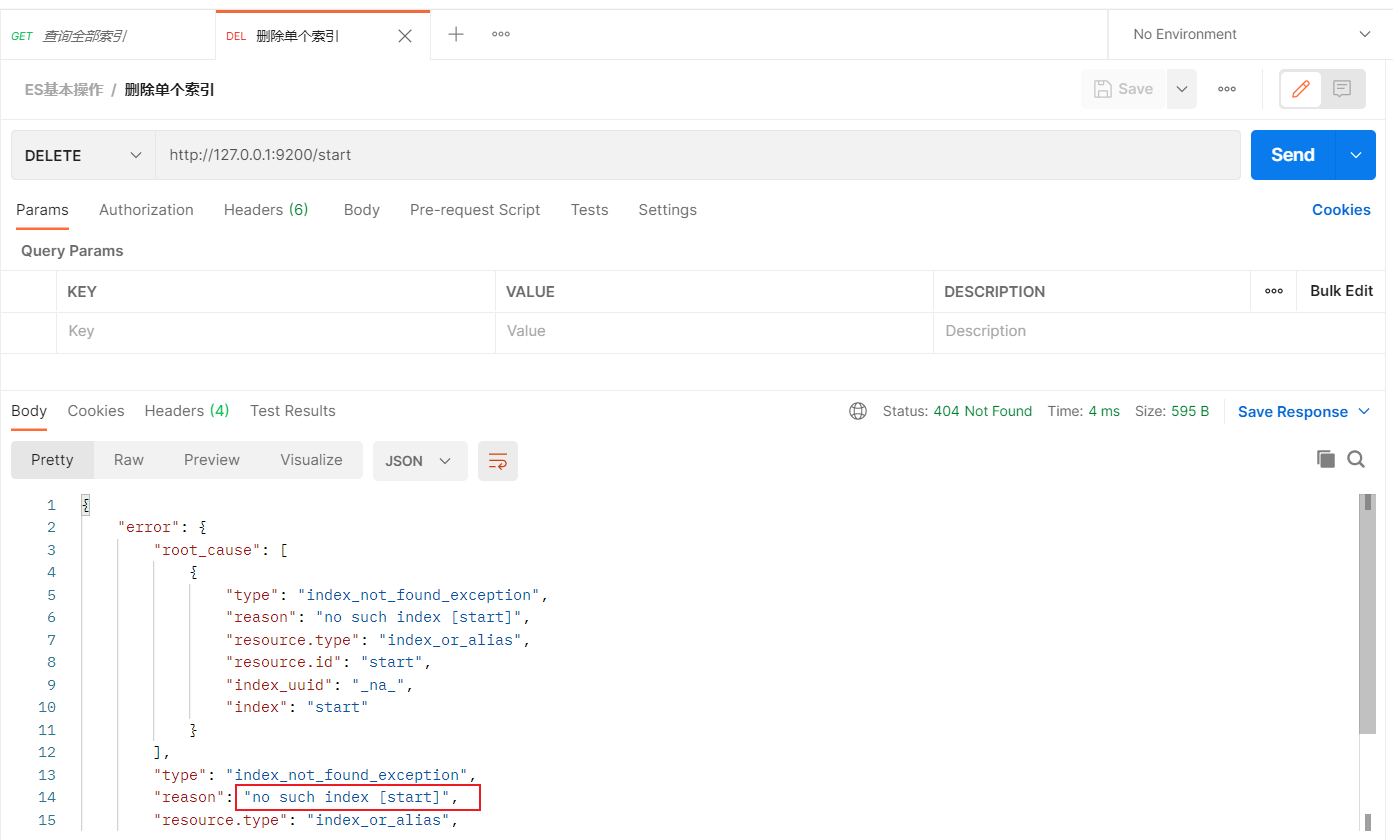 GET 查询全部索引 DEL 删除单个索引 No Environment
ES基本操作 / 删除单个索引 Save
DELETE http://127.0.0.1:9200/start Send
Params Authorization Headers (6) Body Pre-request Script Tests Settings Cookies
Query Params
KEY VALUE DESCRIPTION Bulk Edit
Key Value Description
Body Cookies Headers (4) Test Results Status: 404 Not Found Time: 4 ms Size: 595 B Save Response
Pretty Raw Preview Visualize JSON
1 {
2 "error": {
3 "root_cause": [
4 {
5 "type": "index_not_found_exception",
6 "reason": "no such index [start]",
7 "resource.type": "index_or_alias",
8 "resource.id": "start",
9 "index_uuid": "_na_",
10 "index": "start"
11 }
12 ],
13 "type": "index_not_found_exception",
14 "reason": "no such index [start]",
15 "resource.type": "index_or_alias",